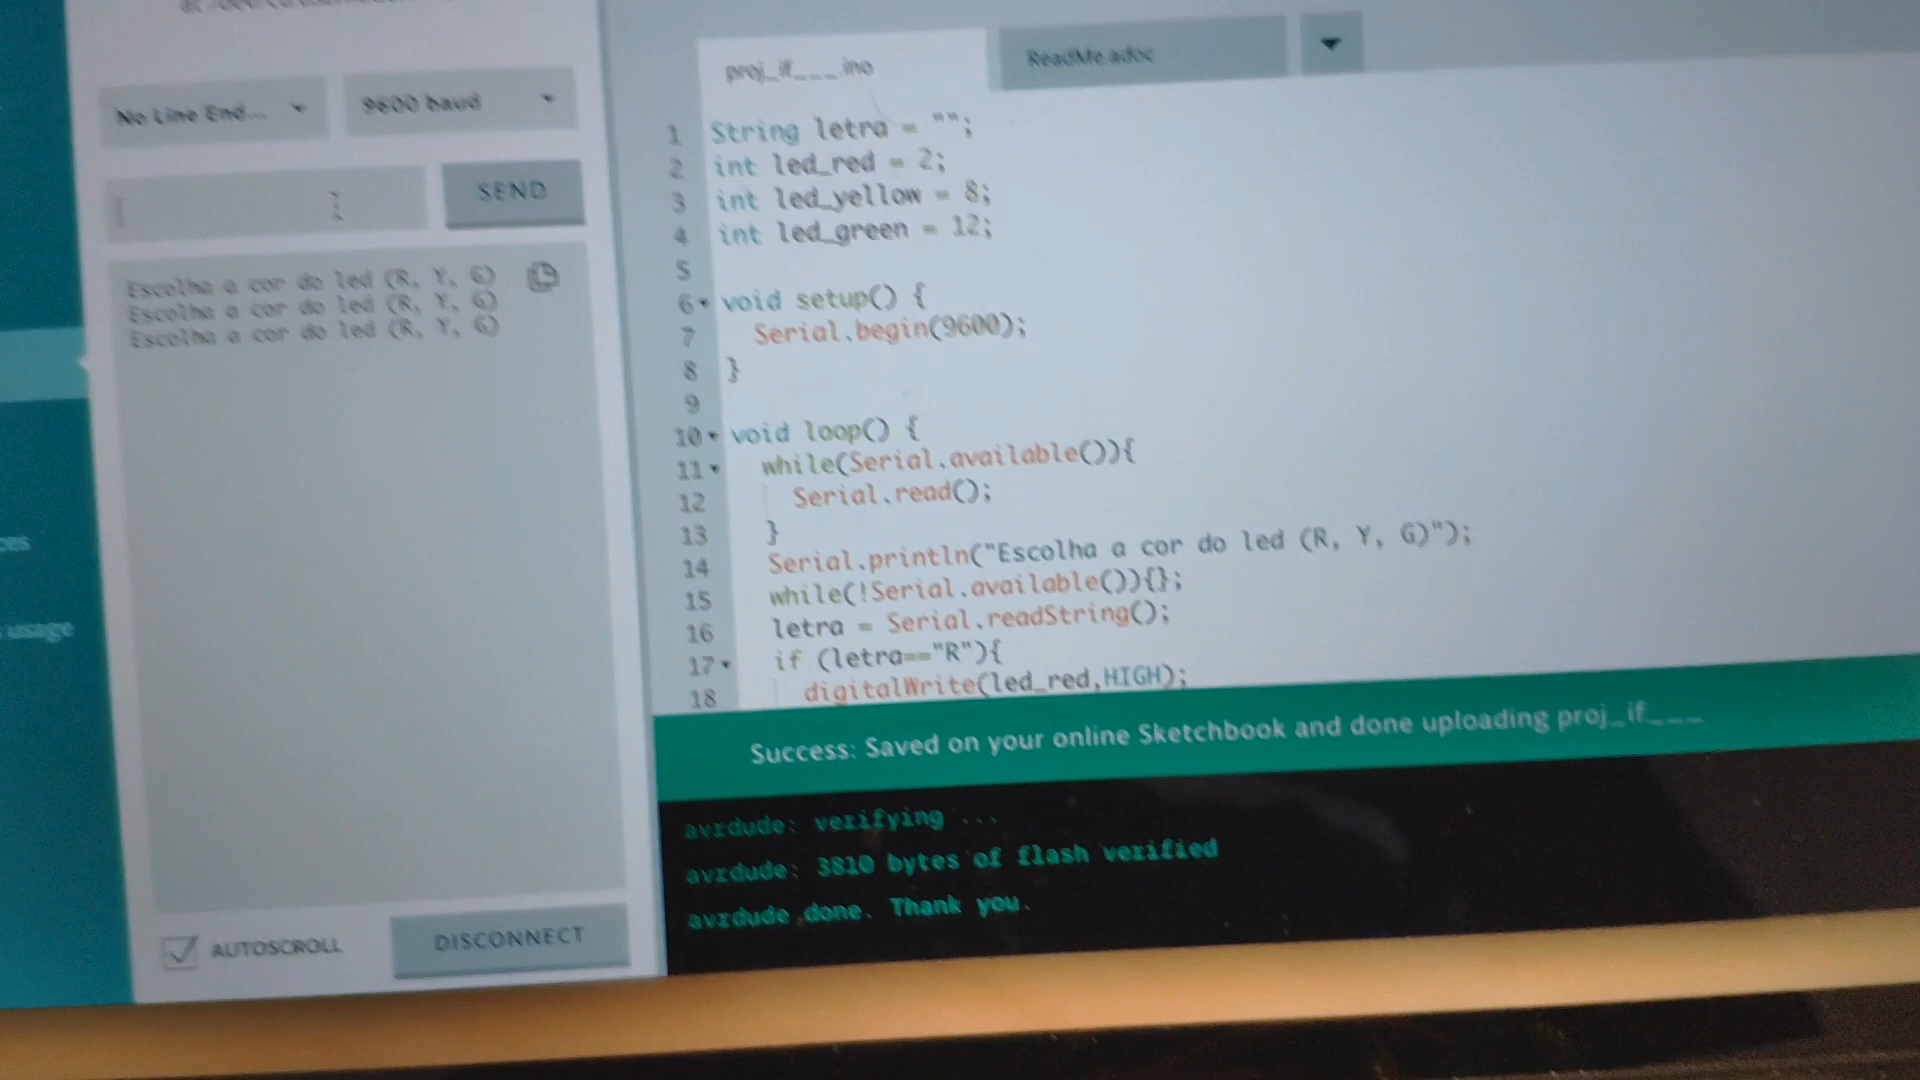 No Line End...
9600 baud
SEND
Escolha a cor do led (R, Y, G)
Escolha a cor do led (R, Y, G)
Escolha a cor do led (R, Y, G)
AUTOSCROLL
DISCONNECT
usage
proj_if___.ino
ReadMe.adoc
1 String letra = "";
2 int led_red = 2;
3 int led_yellow = 8;
4 int led_green = 12;
5
6 void setup() {
7 Serial.begin(9600);
8 }
9
10 void loop() {
11 while(Serial.available()){
12 Serial.read();
13 }
14 Serial.println("Escolha a cor do led (R, Y, G)");
15 while(!Serial.available()){};
16 letra = Serial.readString();
17 if (letra=="R"){
18 digitalWrite(led_red,HIGH);
Success: Saved on your online Sketchbook and done uploading proj_if___
avrdude: verifying ...
avrdude: 3810 bytes of flash verified
avrdude done. Thank you.